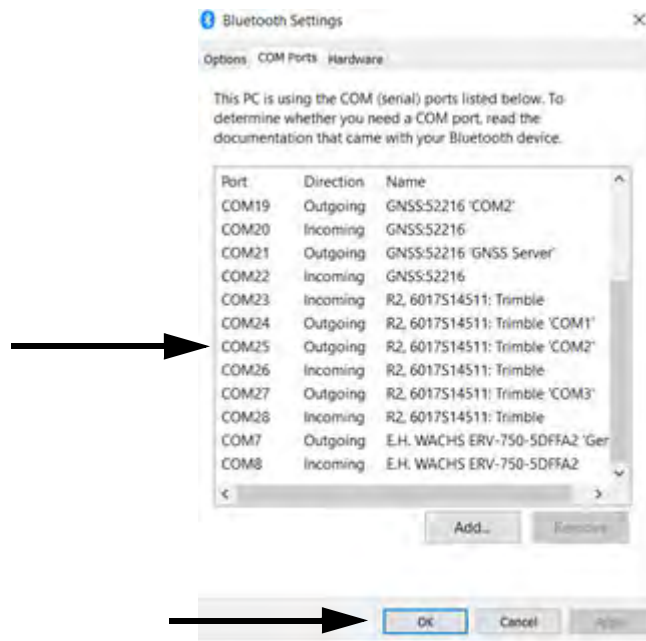 Bluetooth Settings
Options COM Ports Hardware
This PC is using the COM (serial) ports listed below. To
determine whether you need a COM port, read the
documentation that came with your Bluetooth device.
Port Direction Name
COM19 Outgoing GNSS:52216 'COM2'
COM20 Incoming GNSS:52216
COM21 Outgoing GNSS:52216 'GNSS Server'
COM22 Incoming GNSS:52216
COM23 Incoming R2, 6017S14511: Trimble
COM24 Outgoing R2, 6017S14511: Trimble 'COM1'
COM25 Outgoing R2, 6017S14511: Trimble 'COM2'
COM26 Incoming R2, 6017S14511: Trimble
COM27 Outgoing R2, 6017S14511: Trimble 'COM3'
COM28 Incoming R2, 6017S14511: Trimble
COM7 Outgoing E.H. WACHS ERV-750-5DFFA2 'Ger
COM8 Incoming E.H. WACHS ERV-750-5DFFA2
Add... Remove
OK Cancel Apply